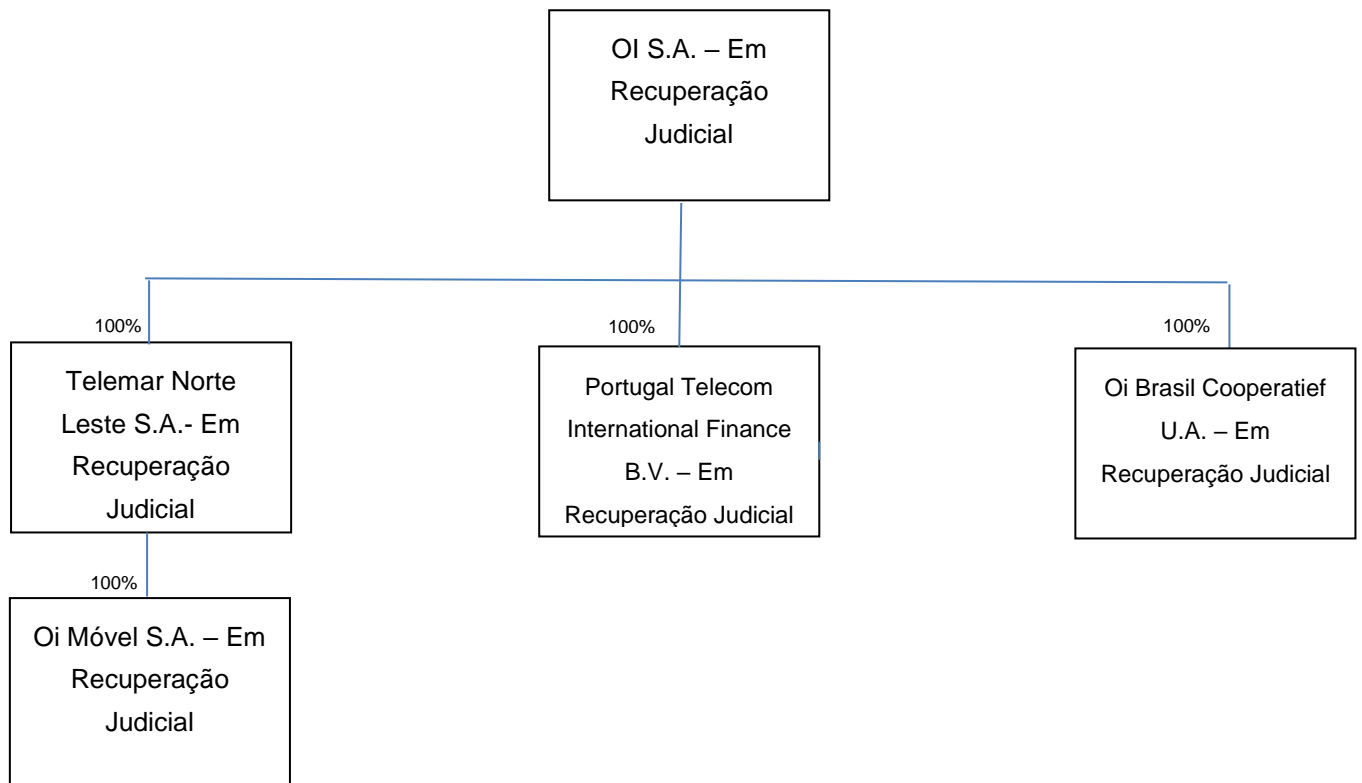 OI S.A. – Em
Recuperação
Judicial
100%
100%
100%
Telemar Norte
Leste S.A.- Em
Recuperação
Judicial
Portugal Telecom
International Finance
B.V. – Em
Recuperação Judicial
Oi Brasil Cooperatief
U.A. – Em
Recuperação Judicial
100%
Oi Móvel S.A. – Em
Recuperação
Judicial